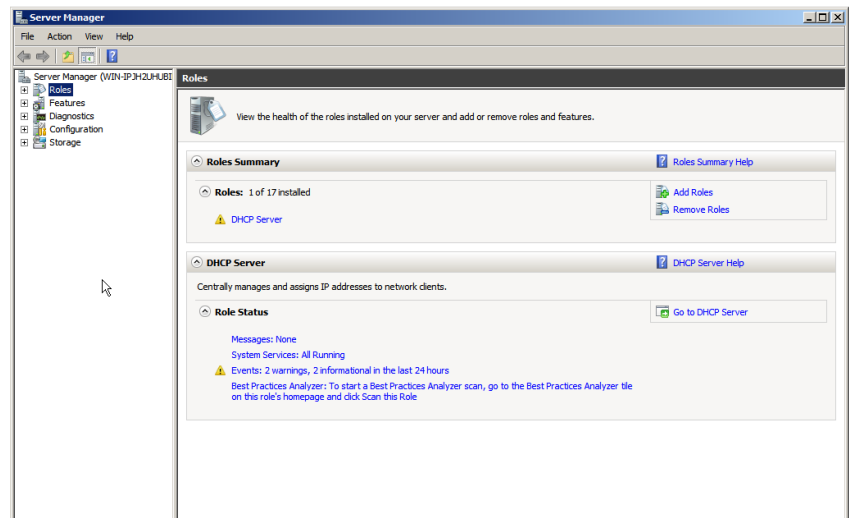 Server Manager
File Action View Help
Server Manager (WIN-IPJH2UHUBI
Roles
Features
Diagnostics
Configuration
Storage
Roles
View the health of the roles installed on your server and add or remove roles and features.
Roles Summary
Roles Summary Help
Roles: 1 of 17 installed
Add Roles
Remove Roles
DHCP Server
DHCP Server
DHCP Server Help
Centrally manages and assigns IP addresses to network clients.
Role Status
Go to DHCP Server
Messages: None
System Services: All Running
Events: 2 warnings, 2 informational in the last 24 hours
Best Practices Analyzer: To start a Best Practices Analyzer scan, go to the Best Practices Analyzer tile
on this role's homepage and click Scan this Role